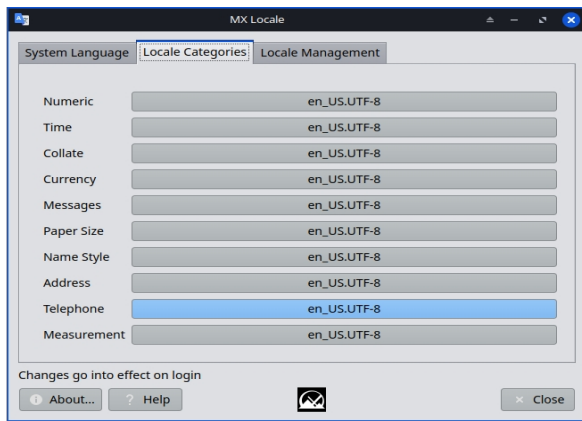 MX Locale
System Language Locale Categories Locale Management
Numeric en_US.UTF-8
Time en_US.UTF-8
Collate en_US.UTF-8
Currency en_US.UTF-8
Messages en_US.UTF-8
Paper Size en_US.UTF-8
Name Style en_US.UTF-8
Address en_US.UTF-8
Telephone en_US.UTF-8
Measurement en_US.UTF-8
Changes go into effect on login
About... ? Help × Close